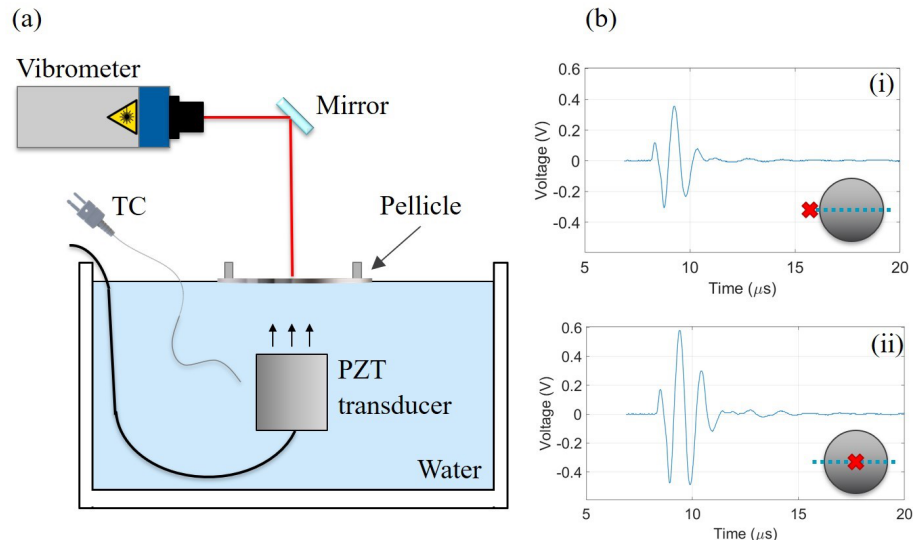 (a)
Vibrometer
Mirror
TC
Pellicle
PZT
transducer
Water
(b)
(i)
0.6
0.4
0.2
0
-0.2
-0.4
Voltage (V)
5
10
15
20
Time (μs)
(ii)
0.6
0.4
0.2
0
-0.2
-0.4
Voltage (V)
5
10
15
20
Time (μs)